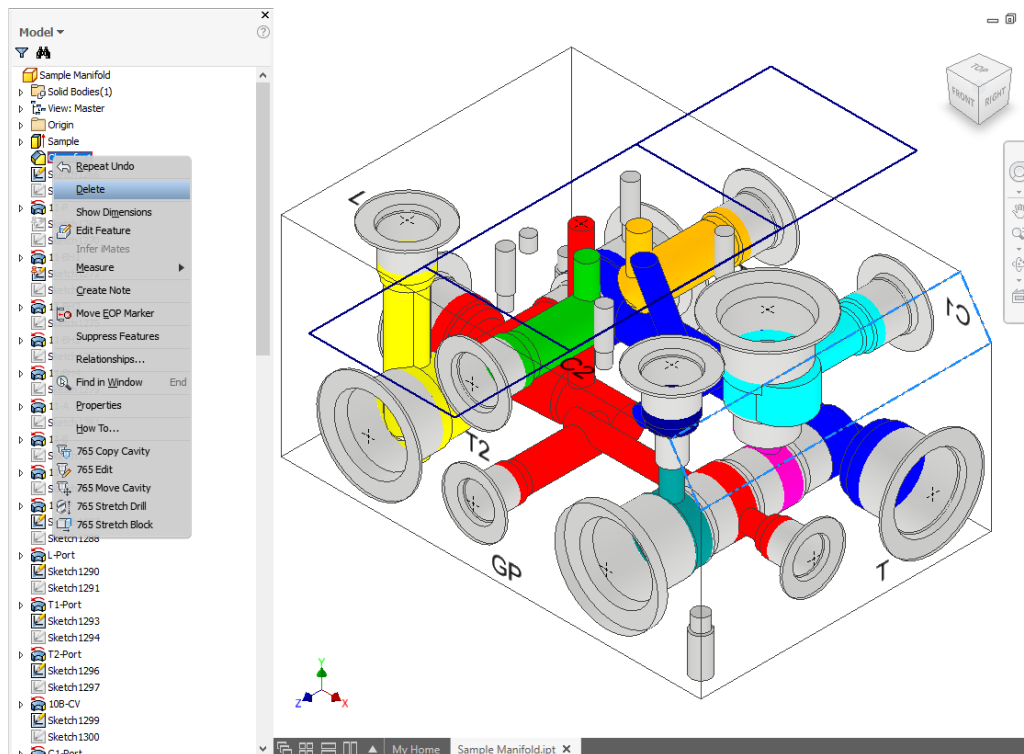 Model
Sample Manifold
Solid Bodies(1)
View: Master
Origin
Sample
Repeat Undo
Delete
Show Dimensions
Edit Feature
Infer iMates
Measure
Create Note
Move EOP Marker
Suppress Features
Relationships...
Find in Window End
Properties
How To...
765 Copy Cavity
765 Edit
765 Move Cavity
765 Stretch Drill
765 Stretch Block
Sketch1288
L-Port
Sketch1290
Sketch1291
T1-Port
Sketch1293
Sketch1294
T2-Port
Sketch1296
Sketch1297
10B-CV
Sketch1299
Sketch1300
C1-Port
TOP
FRONT
RIGHT
L
C1
C2
T2
GP
T
Y
Z
X
My Home
Sample Manifold.ipt